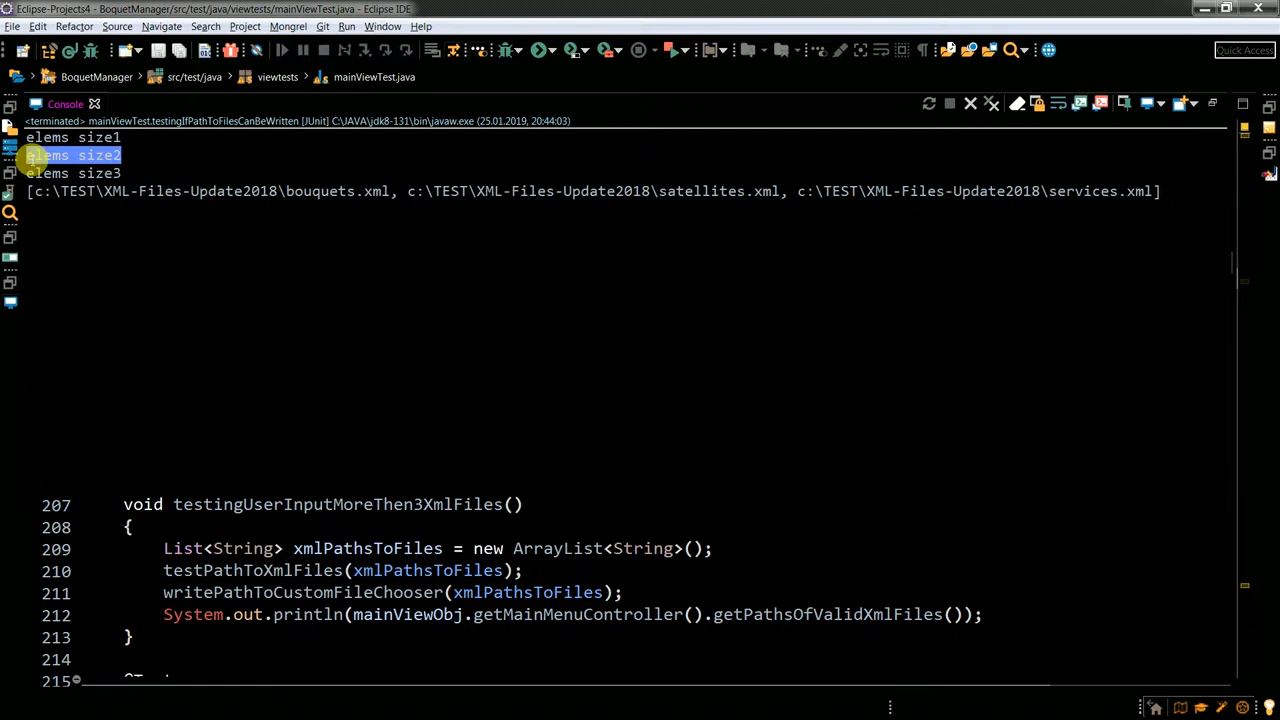 Eclipse-Projects4 - BoquetManager/src/test/java/viewtests/mainViewTest.java - Eclipse IDE
File Edit Refactor Source Navigate Search Project Mongrel Git Run Window Help
Quick Access
BoquetManager src/test/java viewtests mainViewTest.java
Console
<terminated> mainViewTest.testingIfPathToFilesCanBeWritten [JUnit] C:\JAVA\jdk8-131\bin\javaw.exe (25.01.2019, 20:44:03)
elems size1
elems size2
elems size3
[c:\TEST\XML-Files-Update2018\bouquets.xml, c:\TEST\XML-Files-Update2018\satellites.xml, c:\TEST\XML-Files-Update2018\services.xml]
207 void testingUserInputMoreThen3XmlFiles()
208 {
209 List<String> xmlPathsToFiles = new ArrayList<String>();
210 testPathToXmlFiles(xmlPathsToFiles);
211 writePathToCustomFileChooser(xmlPathsToFiles);
212 System.out.println(mainViewObj.getMainMenuController().getPathsOfValidXmlFiles());
213 }
214
215